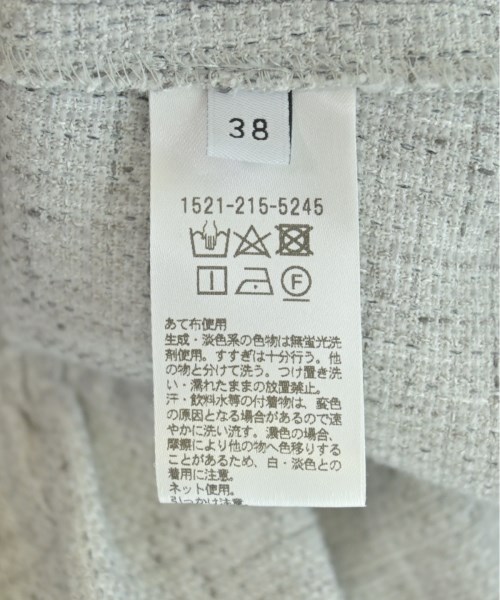 38
1521-215-5245
F
あて布使用
生成・淡色系の色物は無蛍光洗
剤使用。すすぎは十分行う。他
の物と分けて洗う。つけ置き洗
い・濡れたままの放置禁止。
汗・飲料水等の付着物は、変色
の原因となる場合があるので速
やかに洗い流す。濃色の場合、
摩擦により他の物へ色移りする
ことがあるため、白・淡色との
着用に注意。
ネット使用。
引っかけ注意